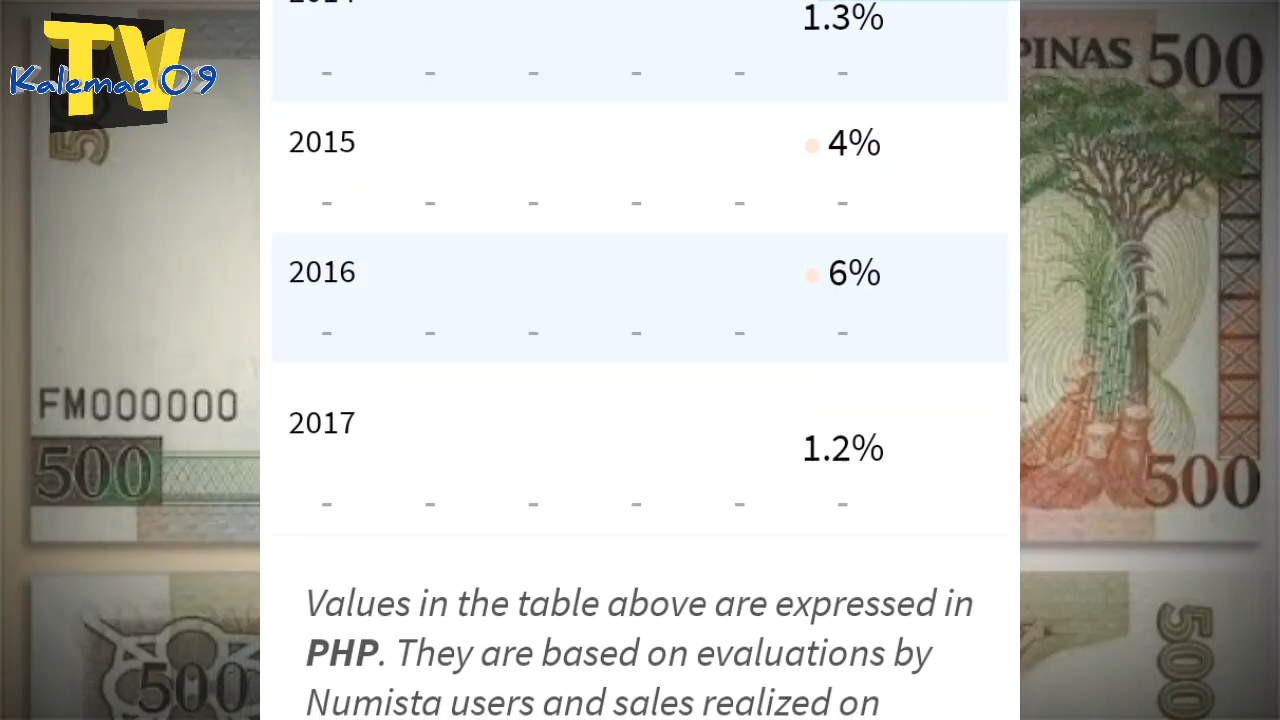 TV
Kalemae 09
1.3%
- - - - - -
2015 4%
- - - - - -
2016 6%
- - - - - -
2017
1.2%
- - - - - -
Values in the table above are expressed in
PHP. They are based on evaluations by
Numista users and sales realized on
FM000000
500
500
PINAS 500
500
500